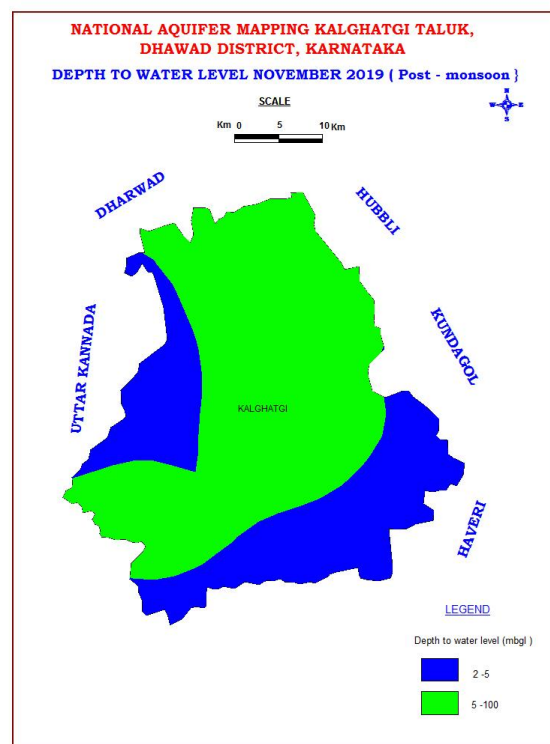 NATIONAL AQUIFER MAPPING KALGHATGI TALUK,
DHAWAD DISTRICT, KARNATAKA
DEPTH TO WATER LEVEL NOVEMBER 2019 ( Post - monsoon }
N
W E
S
SCALE
Km 0 5 10 Km
DHARWAD
HUBBLI
UTTAR KANNADA
KUNDAGOL
KALGHATGI
HAVERI
LEGEND
Depth to water level (mbgl )
2 -5
5 -100